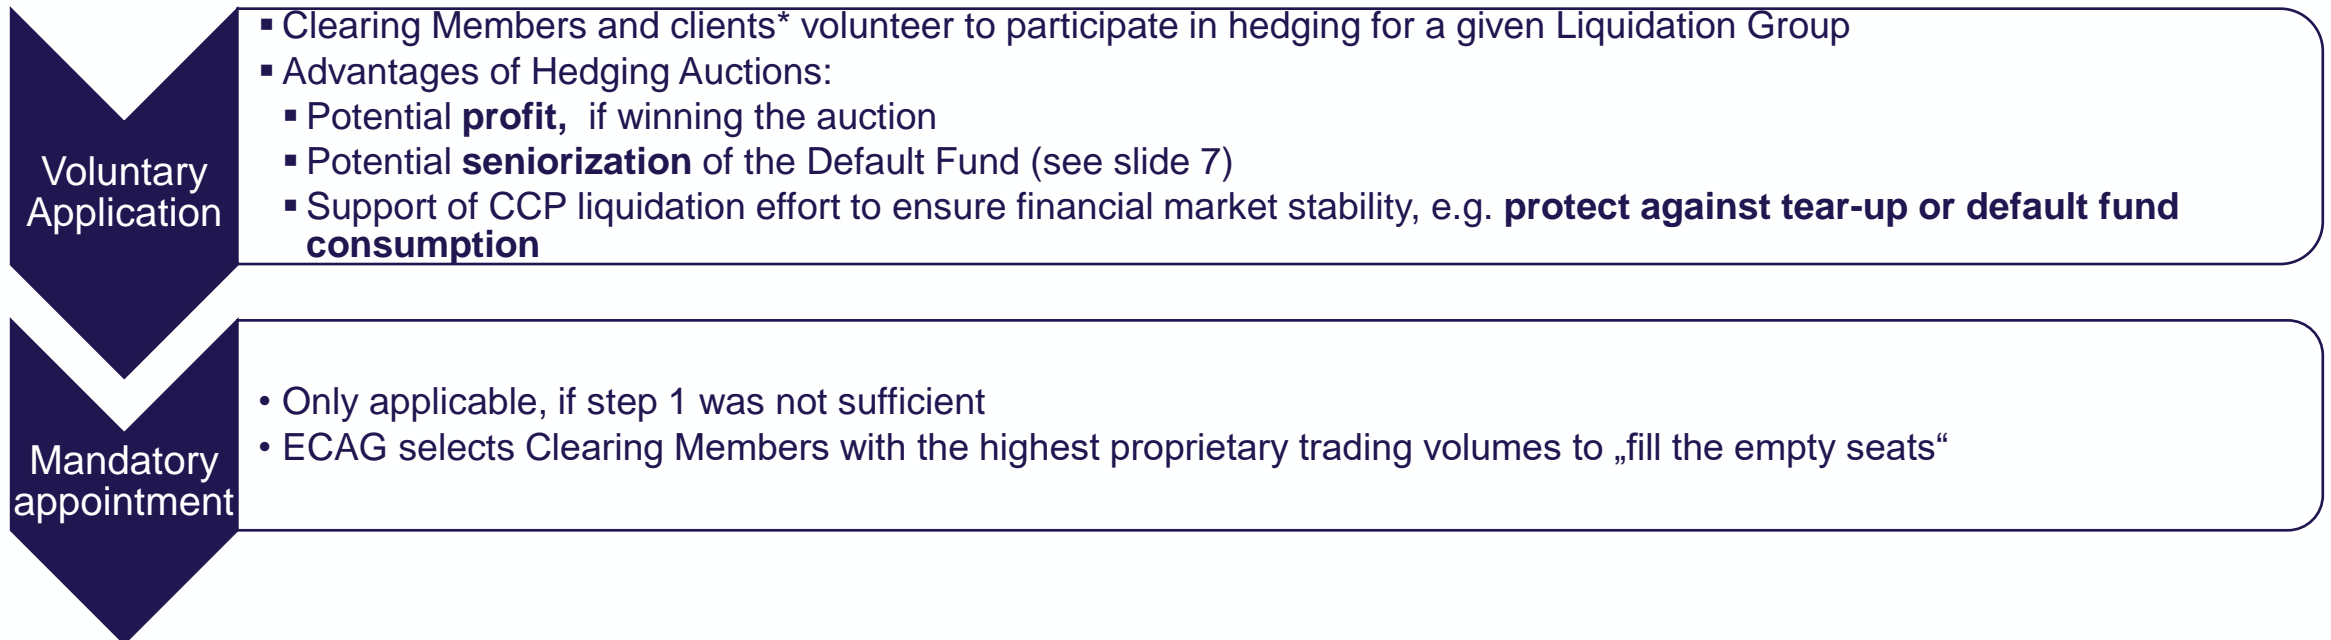 Voluntary
Application
▪ Clearing Members and clients* volunteer to participate in hedging for a given Liquidation Group
▪ Advantages of Hedging Auctions:
▪ Potential profit, if winning the auction
▪ Potential seniorization of the Default Fund (see slide 7)
▪ Support of CCP liquidation effort to ensure financial market stability, e.g. protect against tear-up or default fund
consumption
Mandatory
appointment
• Only applicable, if step 1 was not sufficient
• ECAG selects Clearing Members with the highest proprietary trading volumes to „fill the empty seats“